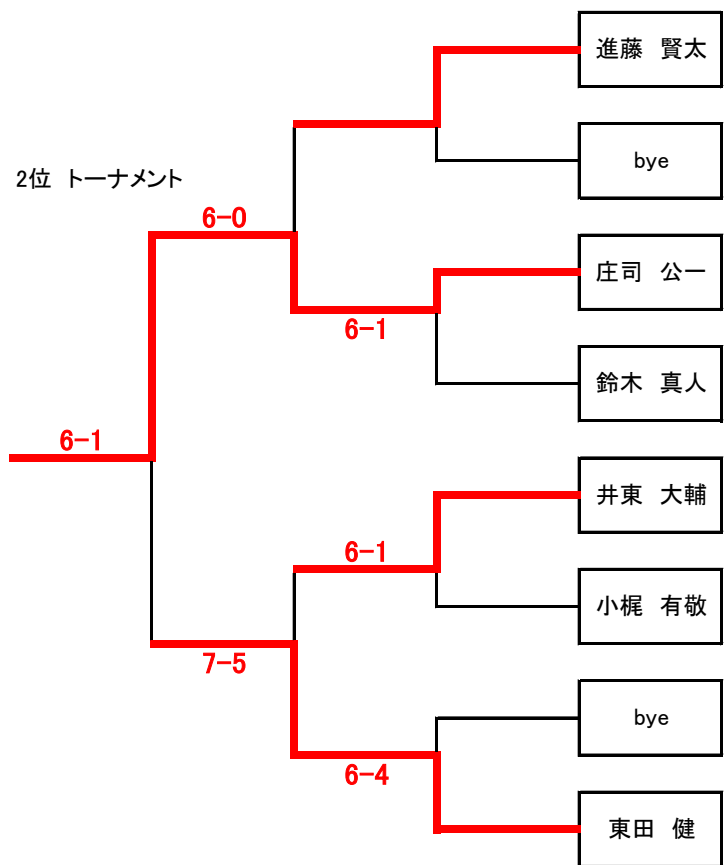 進藤 賢太
bye
2位 トーナメント
6-0
庄司 公一
6-1
鈴木 真人
6-1
井東 大輔
6-1
小梶 有敬
7-5
bye
6-4
東田 健